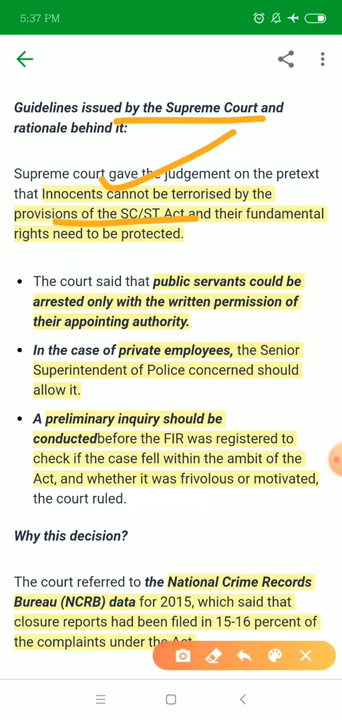 5:37 PM
Guidelines issued by the Supreme Court and
rationale behind it:
Supreme court gave the judgement on the pretext
that Innocents cannot be terrorised by the
provisions of the SC/ST Act and their fundamental
rights need to be protected.
• The court said that public servants could be
arrested only with the written permission of
their appointing authority.
• In the case of private employees, the Senior
Superintendent of Police concerned should
allow it.
• A preliminary inquiry should be
conductedbefore the FIR was registered to
check if the case fell within the ambit of the
Act, and whether it was frivolous or motivated,
the court ruled.
Why this decision?
The court referred to the National Crime Records
Bureau (NCRB) data for 2015, which said that
closure reports had been filed in 15-16 percent of
the complaints under the Act.